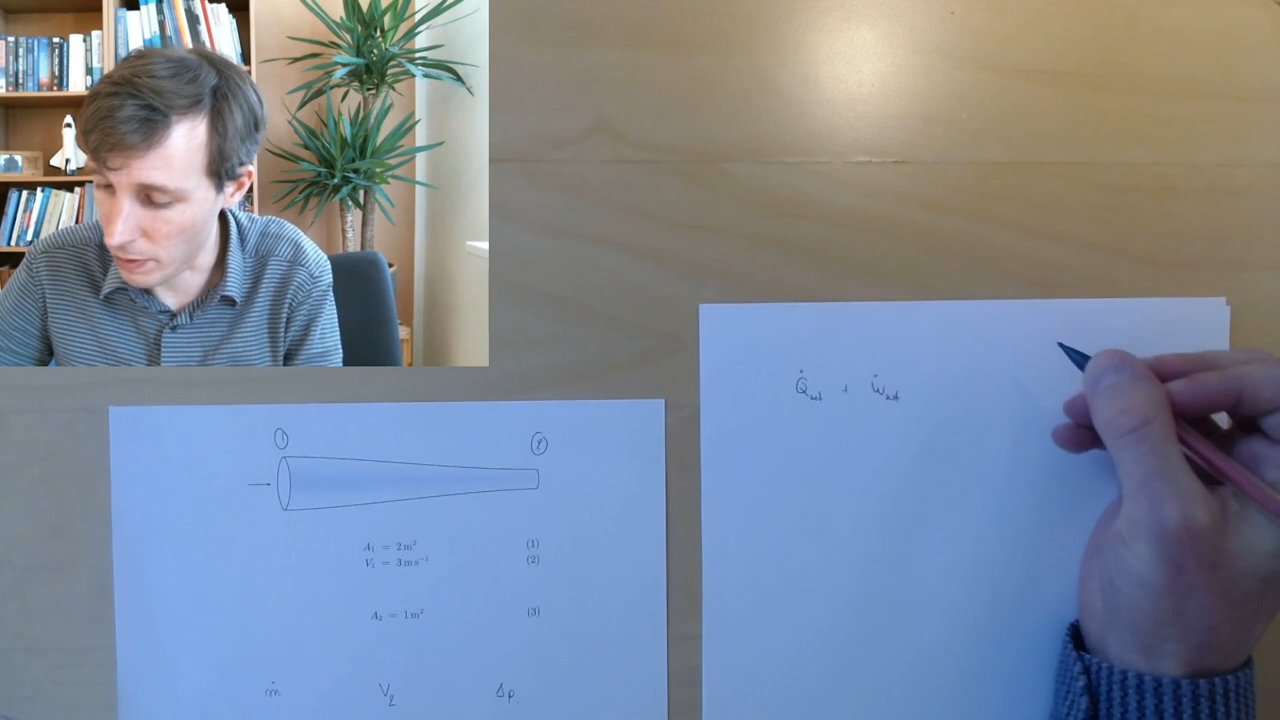 ① ②
A₁ = 2 m² (1)
V₁ = 3 m s⁻¹ (2)
A₂ = 1 m² (3)
ṁ V₂ Δp.
Q̇net + Ẇnet